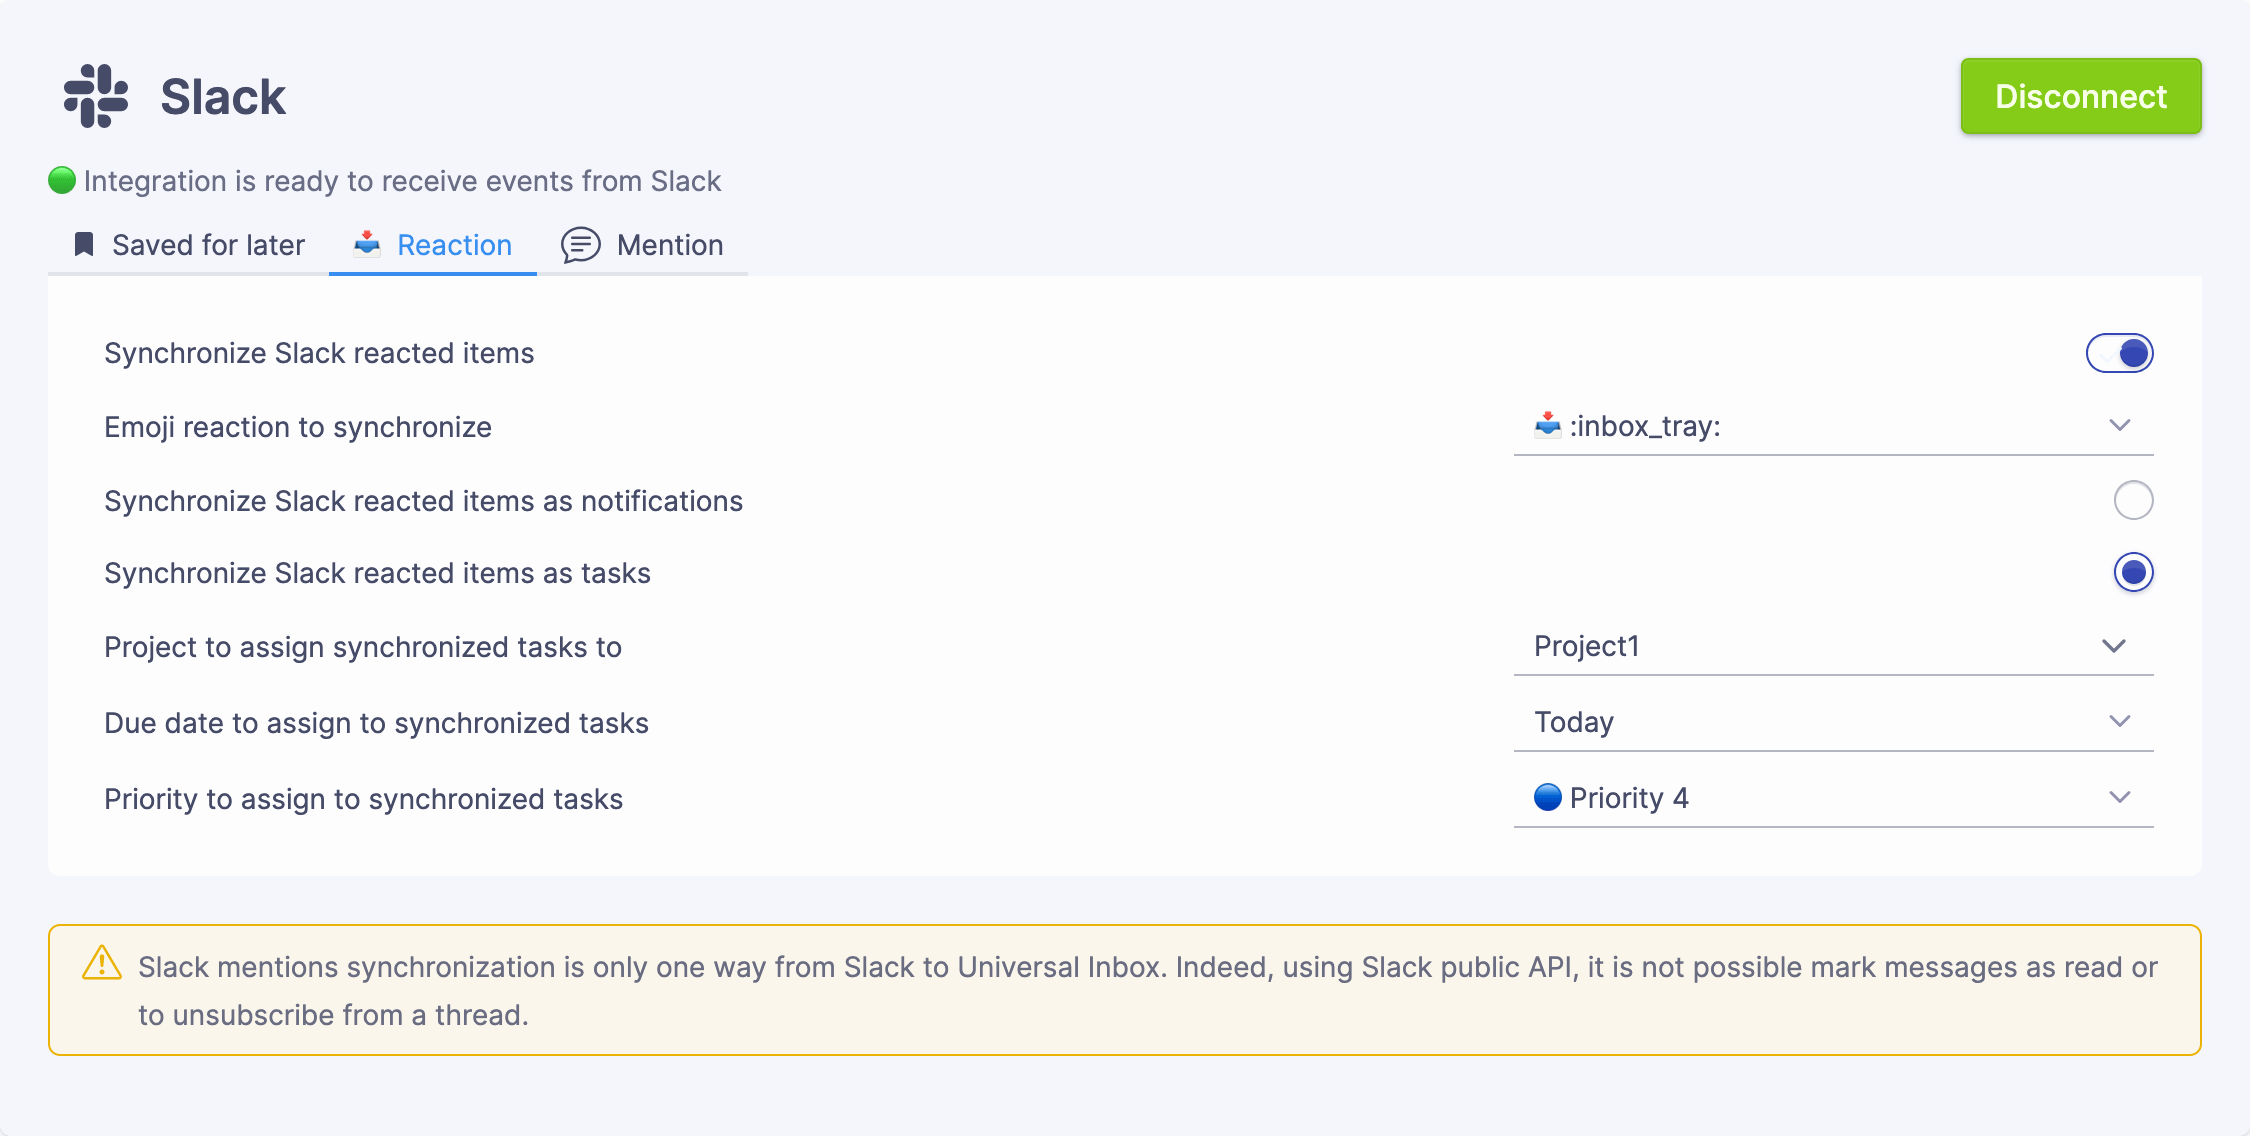 Slack
Disconnect
Integration is ready to receive events from Slack
Saved for later
Reaction
Mention
Synchronize Slack reacted items
Emoji reaction to synchronize
:inbox_tray:
Synchronize Slack reacted items as notifications
Synchronize Slack reacted items as tasks
Project to assign synchronized tasks to
Project1
Due date to assign to synchronized tasks
Today
Priority to assign to synchronized tasks
Priority 4
Slack mentions synchronization is only one way from Slack to Universal Inbox. Indeed, using Slack public API, it is not possible mark messages as read or
to unsubscribe from a thread.